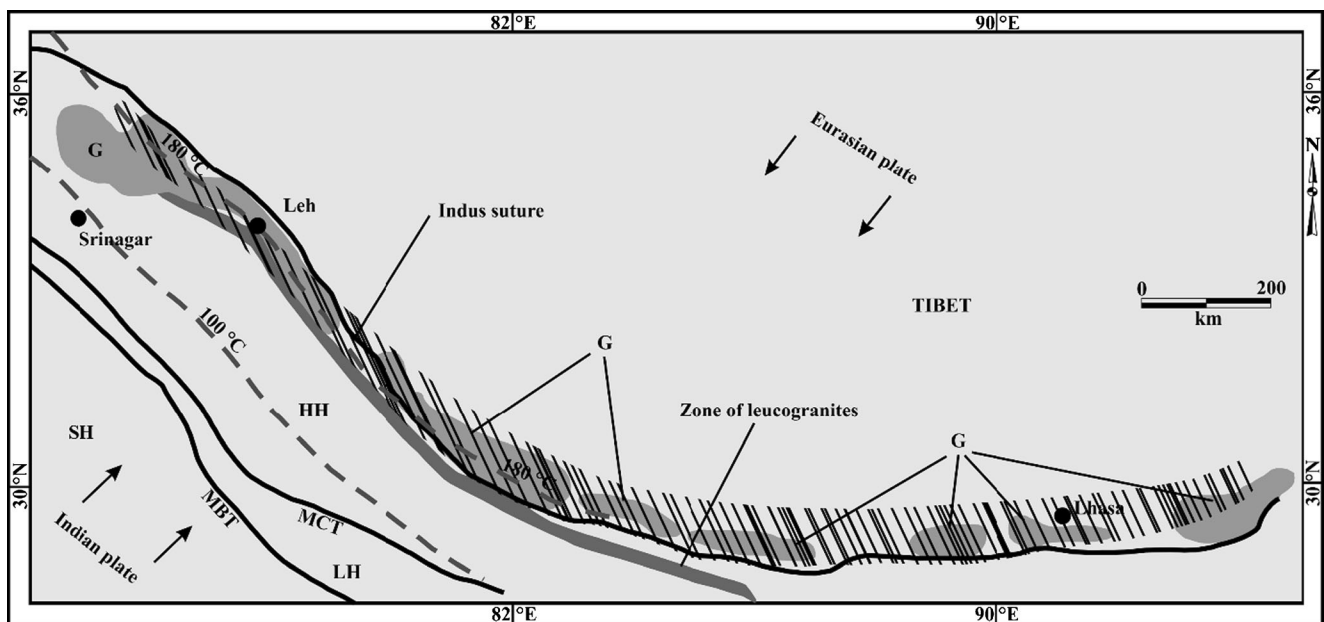 82 °E
90 °E
36 °N
36 °N
N
Eurasian plate
G
180 °C
Leh
Indus suture
Srinagar
TIBET
0
200
km
100 °C
G
HH
Zone of leucogranites
SH
G
180 °C
30 °N
30 °N
Lhasa
MBT
MCT
Indian plate
LH
82 °E
90 °E